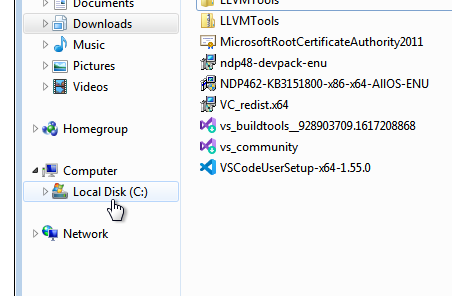 Documents
Downloads
Music
Pictures
Videos
Homegroup
Computer
Local Disk (C:)
Network
LLVMTools
LLVMTools
MicrosoftRootCertificateAuthority2011
ndp48-devpack-enu
NDP462-KB3151800-x86-x64-AllOS-ENU
VC_redist.x64
vs_buildtools__928903709.1617208868
vs_community
VSCodeUserSetup-x64-1.55.0